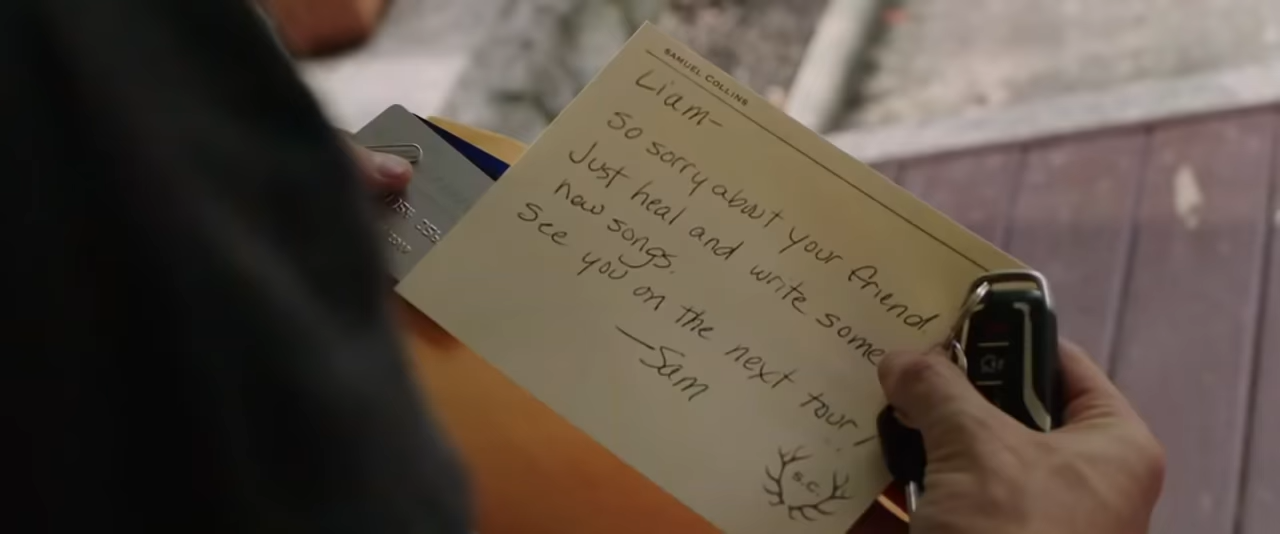 SAMUEL COLLINS
Liam-
So sorry about your friend.
Just heal and write some
new songs.
See you on the next tour,
—Sam
S.C.